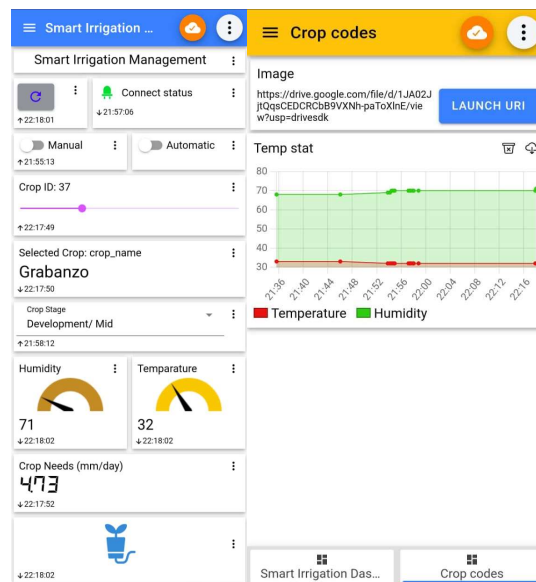 Smart Irrigation ...
Smart Irrigation Management
↑22:18:01
Connect status
↓21:57:06
Manual
↑21:55:13
Automatic
Crop ID: 37
↑22:17:49
Selected Crop: crop_name
Grabanzo
↓22:17:50
Crop Stage
Development/ Mid
↑21:58:12
Humidity
71
↓22:18:02
Temparature
32
↓22:18:02
Crop Needs (mm/day)
4.73
↓22:17:52
↓22:18:02
Crop codes
Image
https://drive.google.com/file/d/1JA02J
jtQqsCEDCRCbB9VXNh-paToXlnE/vie
w?usp=drivesdk
LAUNCH URI
Temp stat
80
70
60
50
40
30
21:36
21:40
21:44
21:48
21:52
21:56
22:00
22:04
22:08
22:12
22:16
Temperature
Humidity
Smart Irrigation Das...
Crop codes